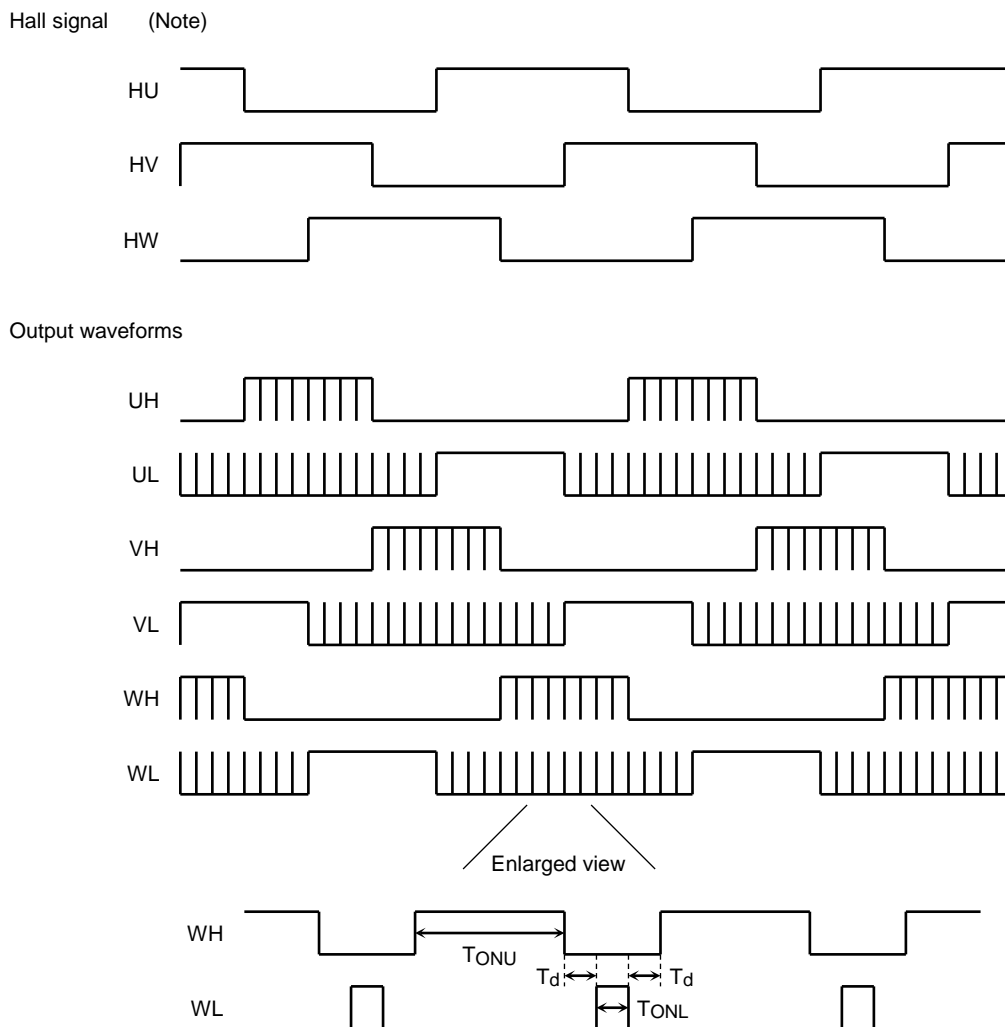 Hall signal (Note)
HU
HV
HW
Output waveforms
UH
UL
VH
VL
WH
WL
Enlarged view
WH
TONU
Td Td
WL
TONL